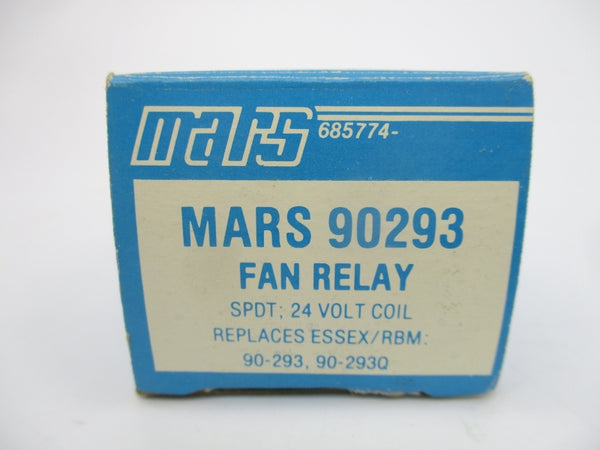 mars 685774-
MARS 90293
FAN RELAY
SPDT; 24 VOLT COIL
REPLACES ESSEX/RBM:
90-293, 90-293Q